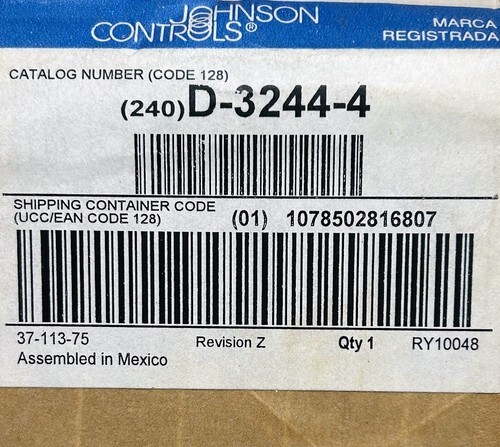 JOHNSON
CONTROLS®
MARCA
REGISTRADA
CATALOG NUMBER (CODE 128)
(240) D-3244-4
SHIPPING CONTAINER CODE
(UCC/EAN CODE 128)
(01) 1078502816807
37-113-75
Revision Z
Qty 1
RY10048
Assembled in Mexico